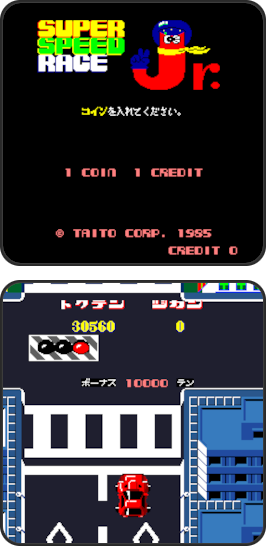 SUPER
SPEED
RACE
Jr.
コインを入れてください。
1 COIN 1 CREDIT
© TAITO CORP. 1985
CREDIT 0
トクテン
30560 0
ボーナス 10000 テン